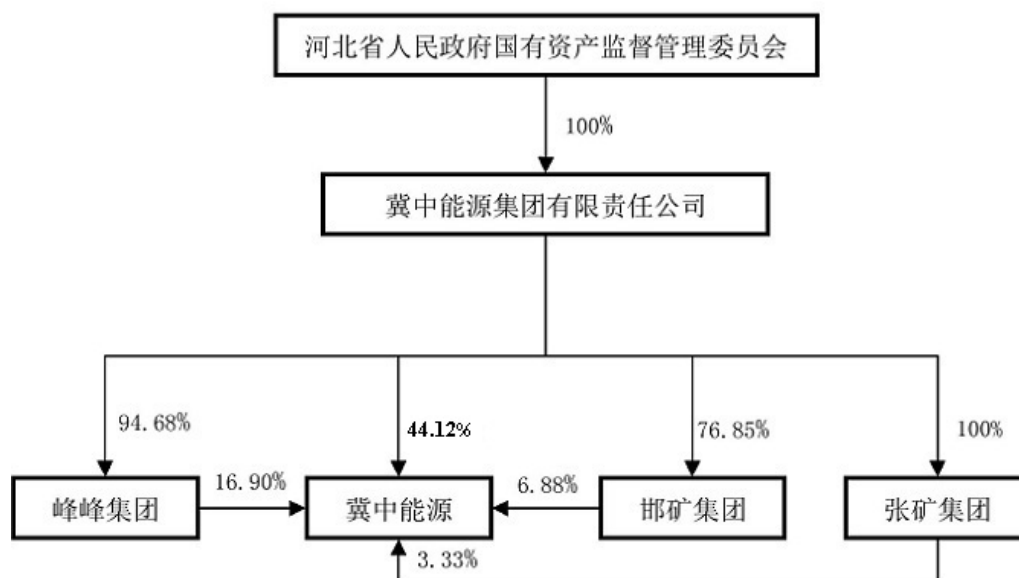 河北省人民政府国有资产监督管理委员会
100%
冀中能源集团有限责任公司
94.68%
44.12%
76.85%
100%
峰峰集团
16.90%
冀中能源
6.88%
邯矿集团
张矿集团
3.33%